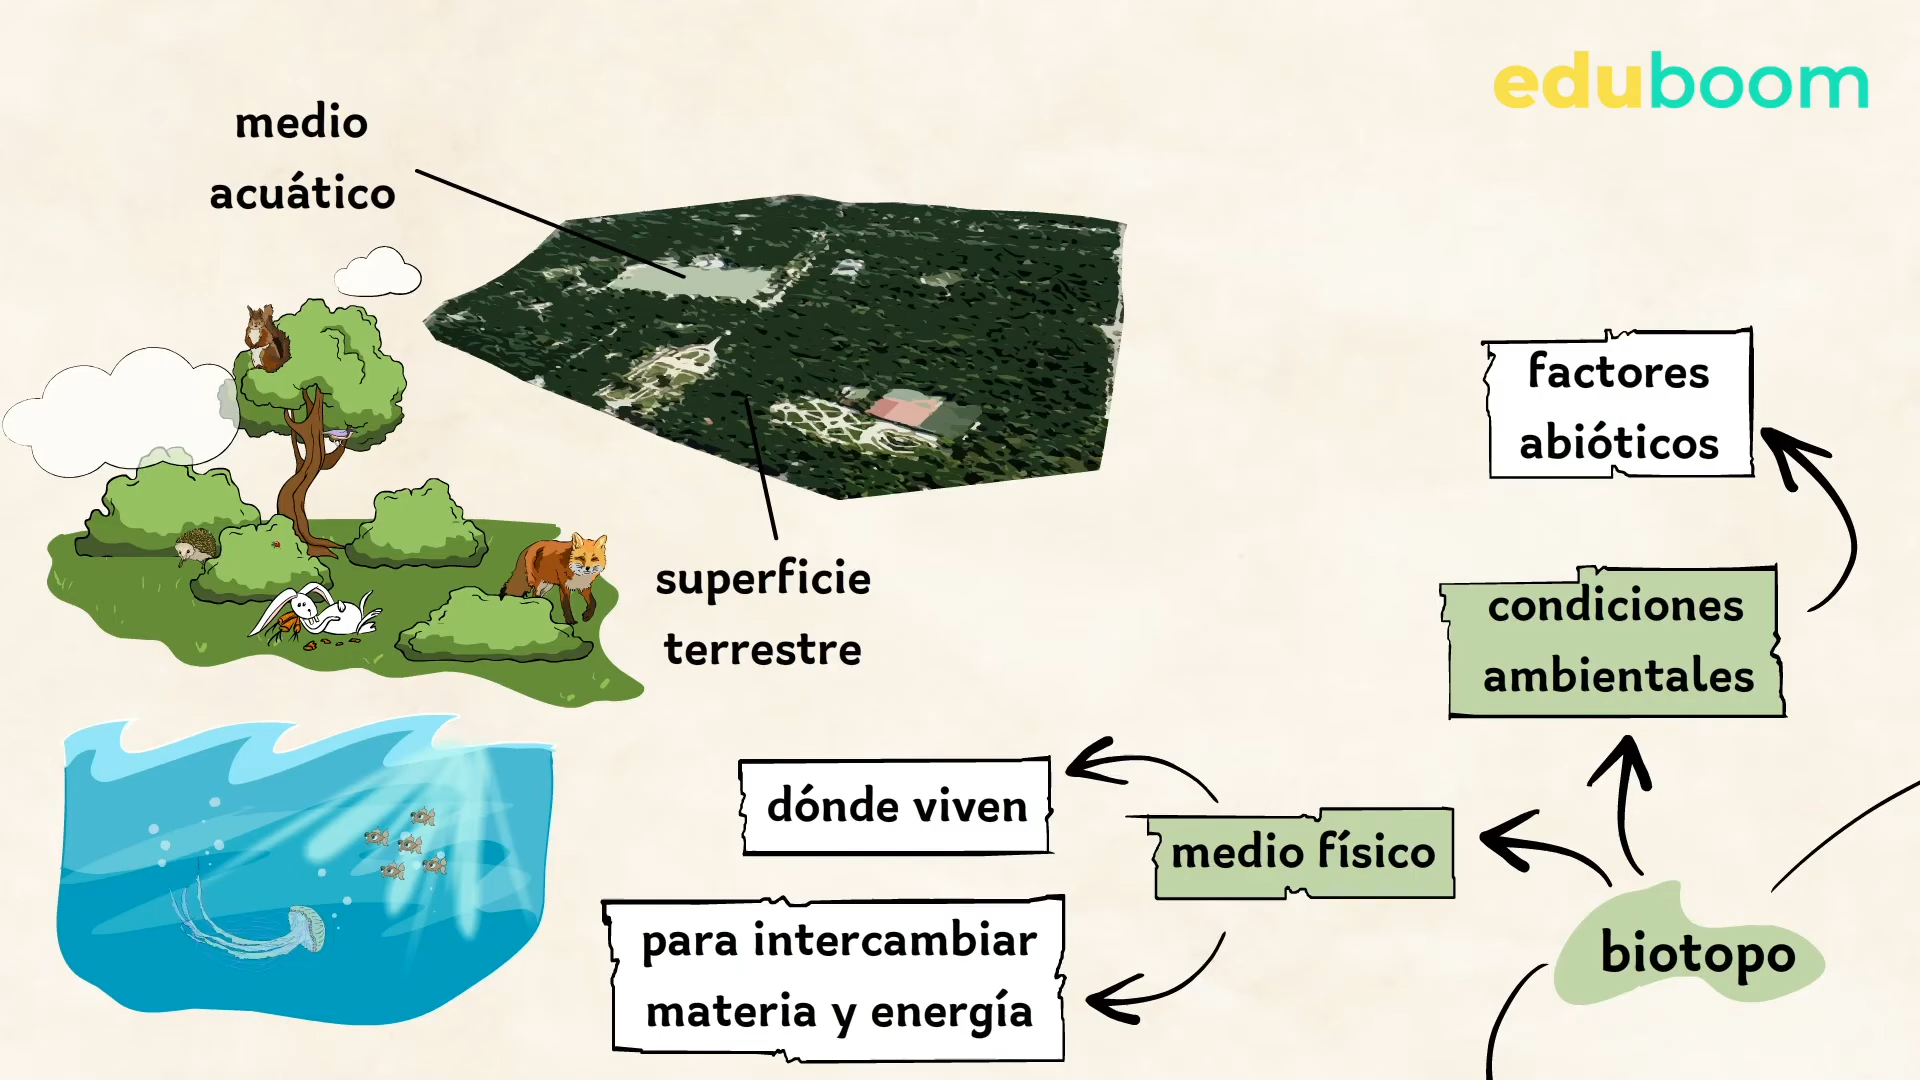 eduboom
medio
acuático
superficie
terrestre
factores
abióticos
condiciones
ambientales
dónde viven
medio físico
para intercambiar
materia y energía
biotopo